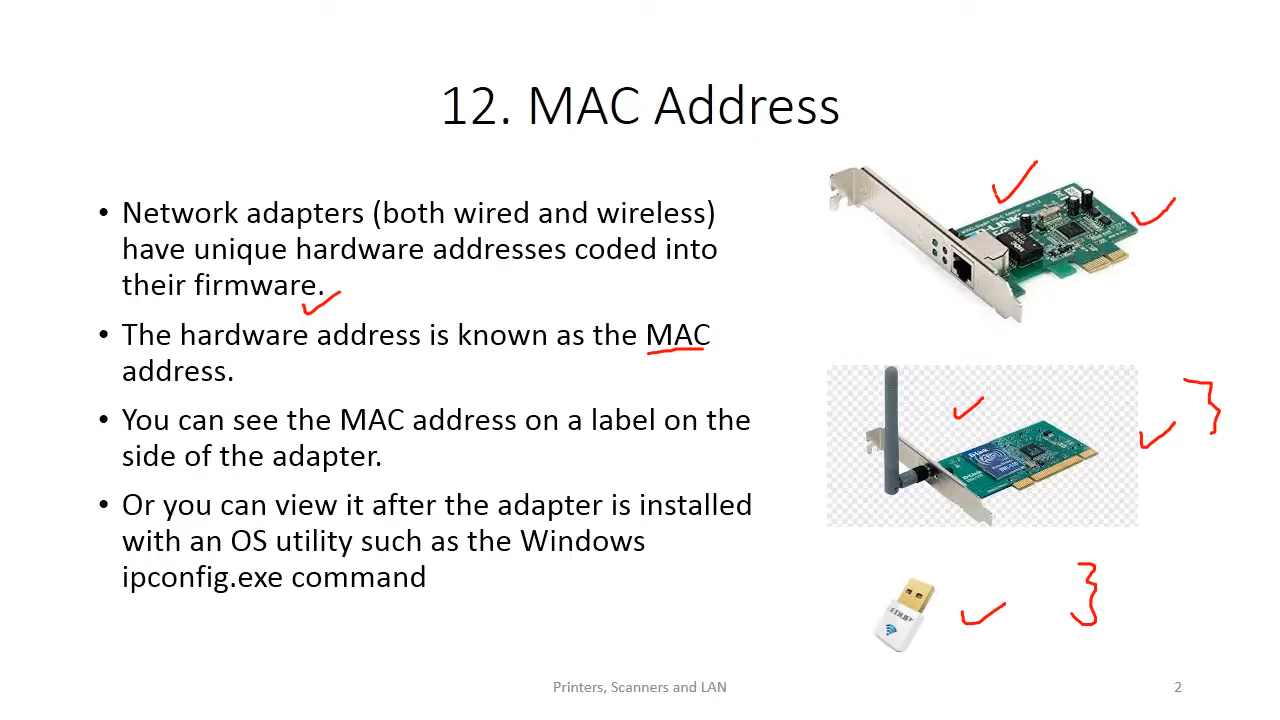 12. MAC Address
• Network adapters (both wired and wireless)
have unique hardware addresses coded into
their firmware.
• The hardware address is known as the MAC
address.
• You can see the MAC address on a label on the
side of the adapter.
• Or you can view it after the adapter is installed
with an OS utility such as the Windows
ipconfig.exe command
D-LINK
D-Link
EDUP
Printers, Scanners and LAN
2